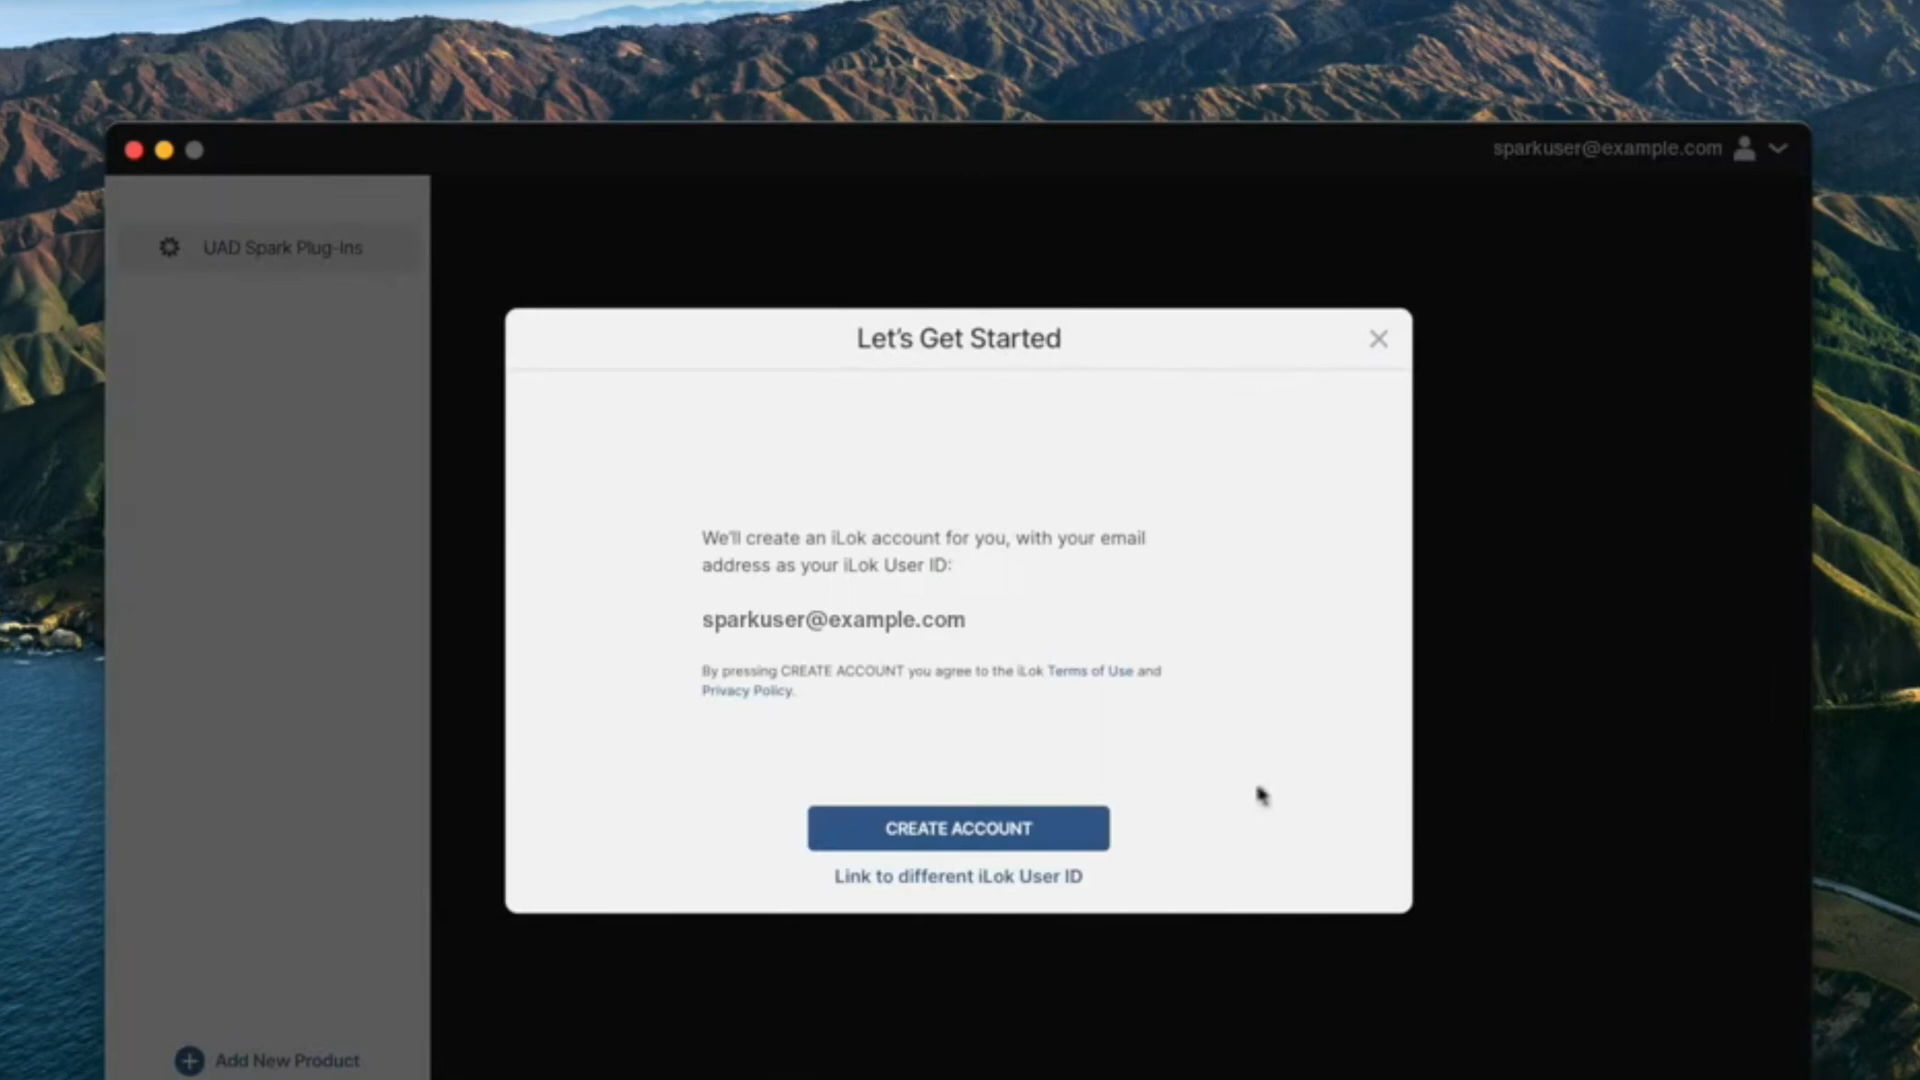 sparkuser@example.com
UAD Spark Plug-Ins
Let's Get Started
We'll create an iLok account for you, with your email
address as your iLok User ID:
sparkuser@example.com
By pressing CREATE ACCOUNT you agree to the iLok Terms of Use and
Privacy Policy.
CREATE ACCOUNT
Link to different iLok User ID
Add New Product